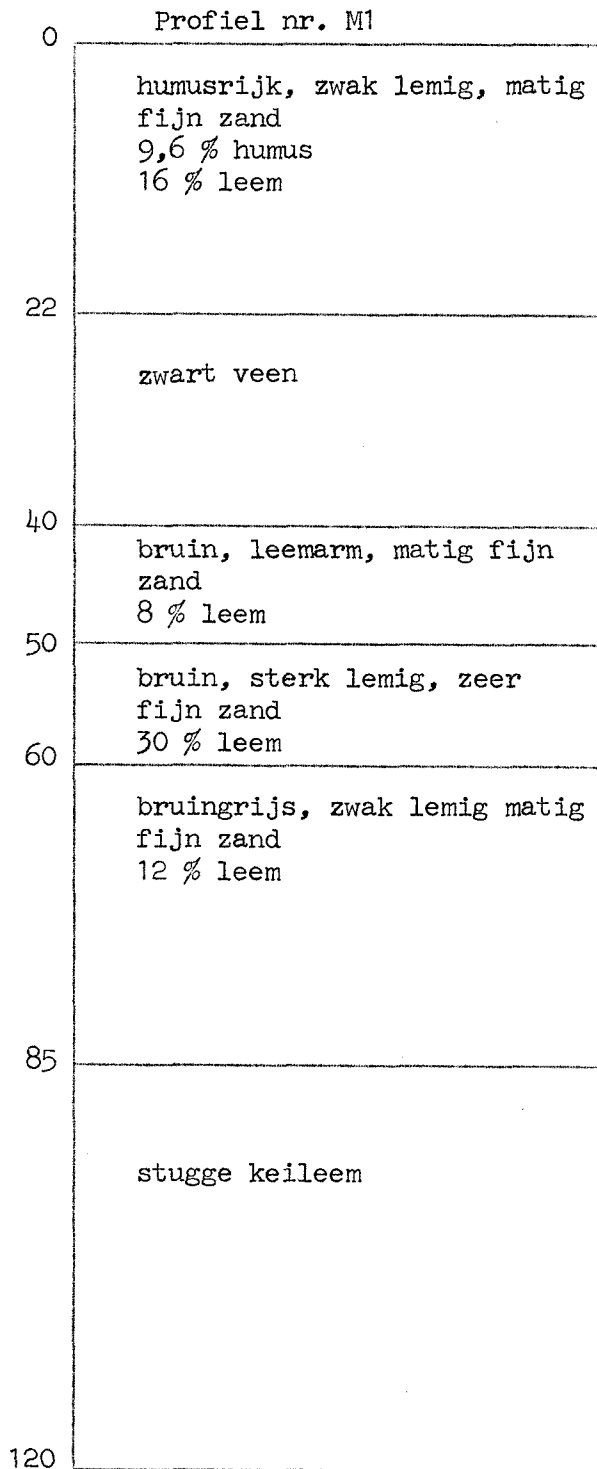 Profiel nr. M1
0
humusrijk, zwak lemig, matig
fijn zand
9,6 % humus
16 % leem
22
zwart veen
40
bruin, leemarm, matig fijn
zand
8 % leem
50
bruin, sterk lemig, zeer
fijn zand
30 % leem
60
bruingrijs, zwak lemig matig
fijn zand
12 % leem
85
stugge keileem
120